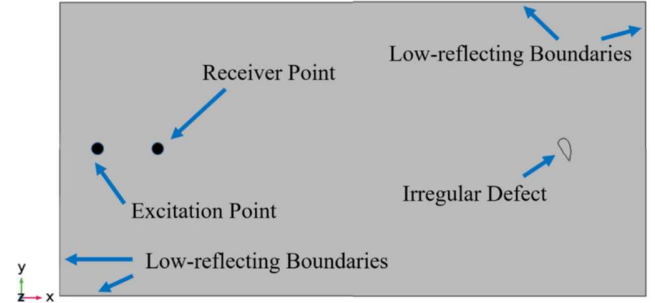 Low-reflecting Boundaries
Receiver Point
Irregular Defect
Excitation Point
Low-reflecting Boundaries
y
z x